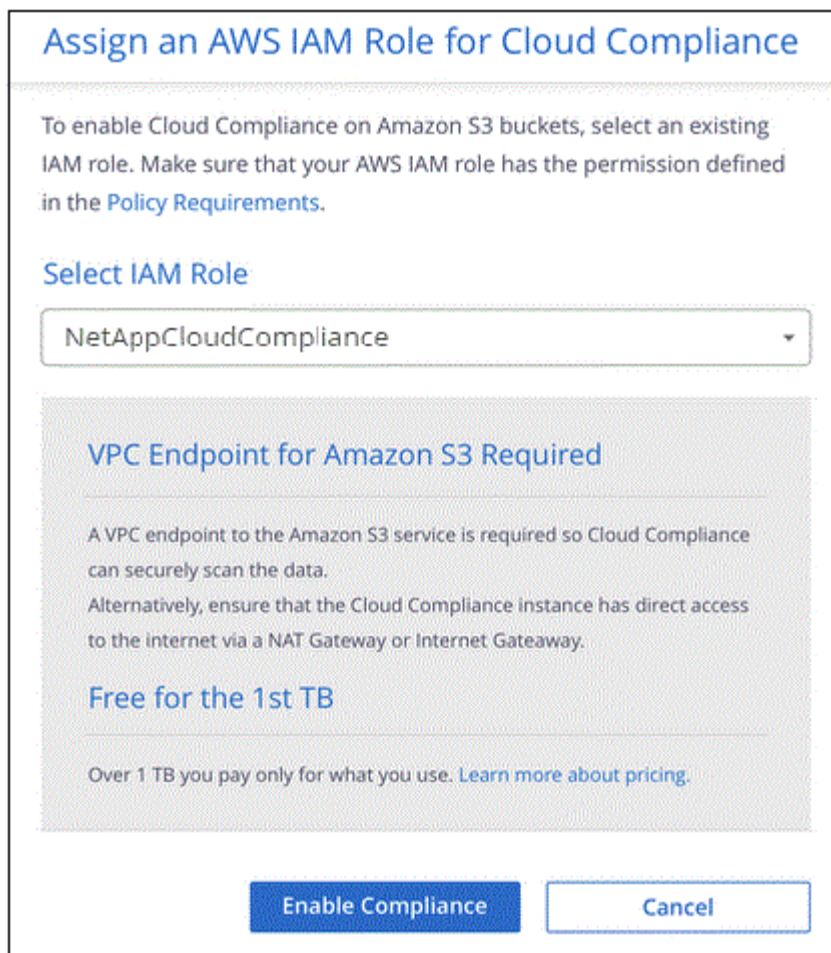 Assign an AWS IAM Role for Cloud Compliance
To enable Cloud Compliance on Amazon S3 buckets, select an existing
IAM role. Make sure that your AWS IAM role has the permission defined
in the Policy Requirements.
Select IAM Role
NetAppCloudCompliance
VPC Endpoint for Amazon S3 Required
A VPC endpoint to the Amazon S3 service is required so Cloud Compliance
can securely scan the data.
Alternatively, ensure that the Cloud Compliance instance has direct access
to the internet via a NAT Gateway or Internet Gateaway.
Free for the 1st TB
Over 1 TB you pay only for what you use. Learn more about pricing.
Enable Compliance
Cancel